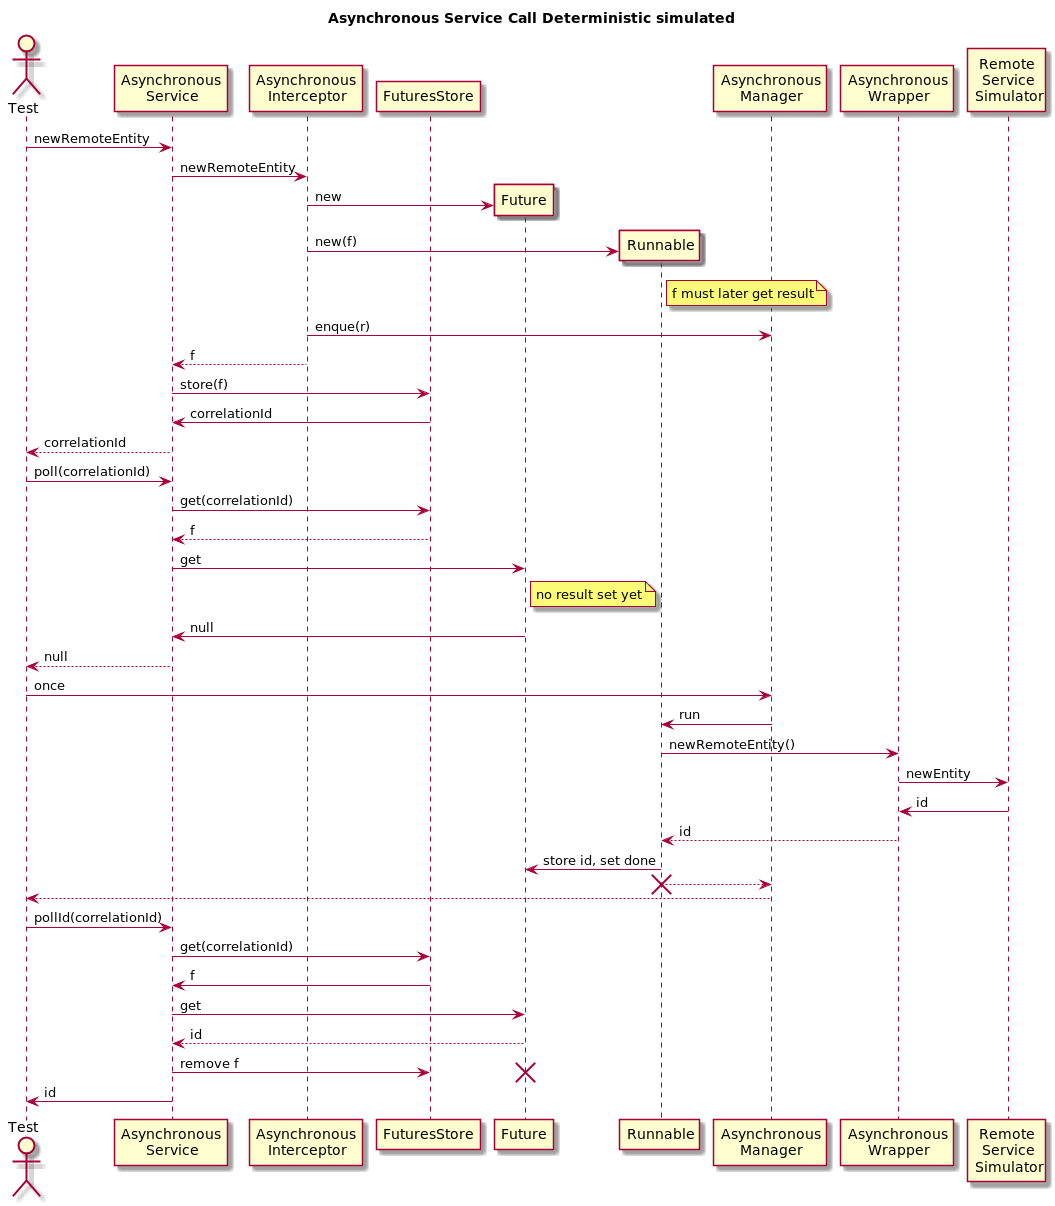 Asynchronous Service Call Deterministic simulated
Test
Asynchronous
Service
Asynchronous
Interceptor
FuturesStore
Asynchronous
Manager
Asynchronous
Wrapper
Remote
Service
Simulator
newRemoteEntity
newRemoteEntity
new
Future
new(f)
Runnable
f must later get result
enque(r)
f
store(f)
correlationId
correlationId
poll(correlationId)
get(correlationId)
f
get
no result set yet
null
null
once
run
newRemoteEntity()
newEntity
id
id
store id, set done
pollId(correlationId)
get(correlationId)
f
get
id
remove f
id
Test
Asynchronous
Service
Asynchronous
Interceptor
FuturesStore
Future
Runnable
Asynchronous
Manager
Asynchronous
Wrapper
Remote
Service
Simulator